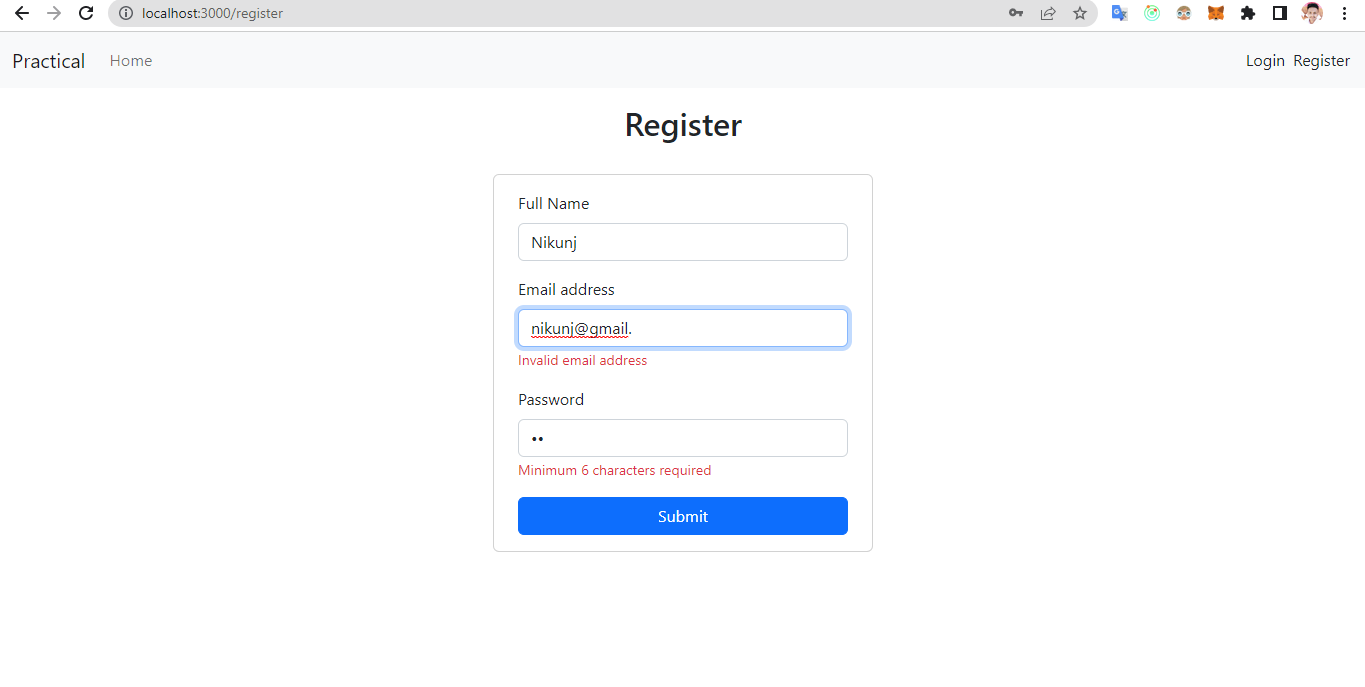 localhost:3000/register
Practical Home Login Register
Register
Full Name
Nikunj
Email address
nikunj@gmail.
Invalid email address
Password
••
Minimum 6 characters required
Submit